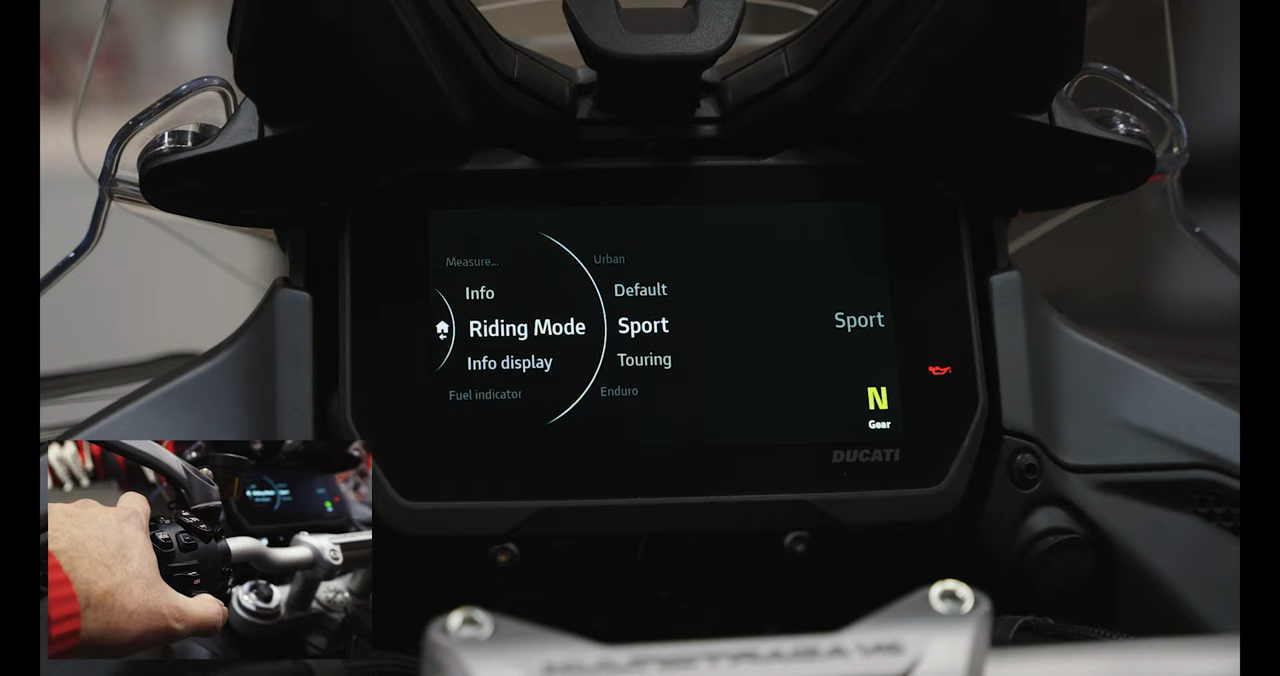 Measure...
Info
Riding Mode
Info display
Fuel indicator
Urban
Default
Sport
Touring
Enduro
Sport
N
Gear
DUCATI